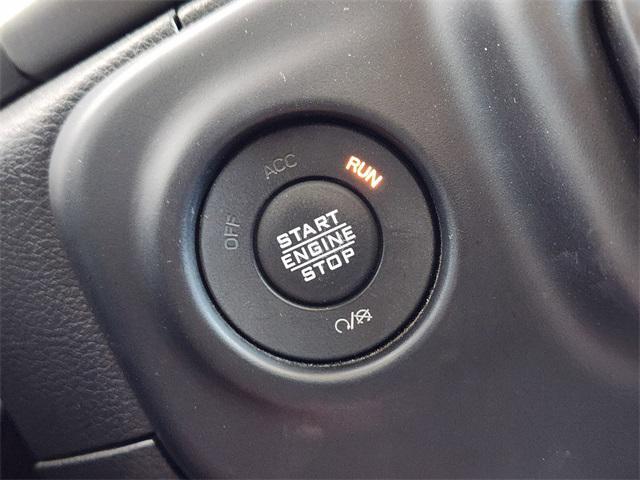 OFF
ACC
RUN
START
ENGINE
STOP